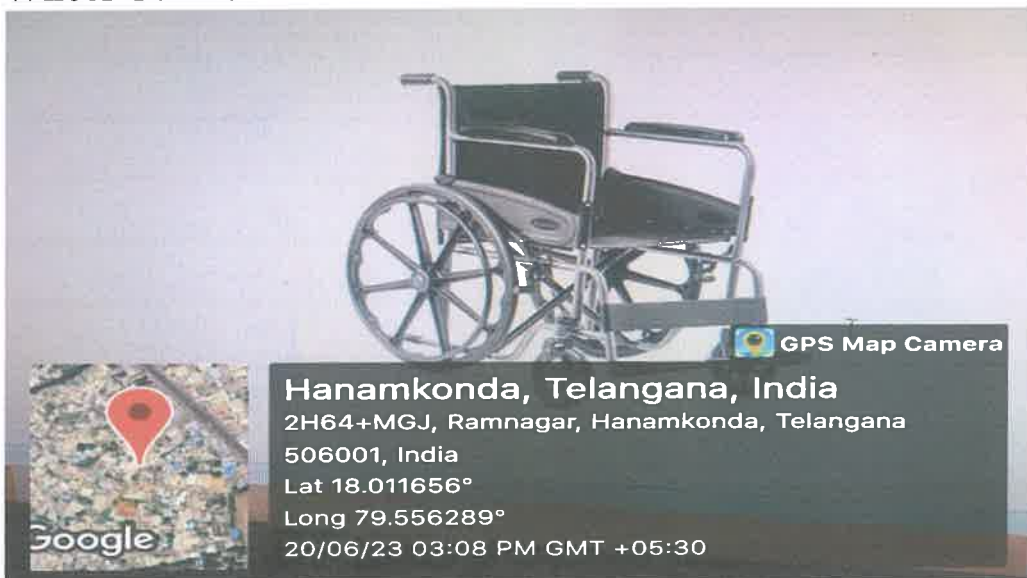 GPS Map Camera
Hanamkonda, Telangana, India
2H64+MGJ, Ramnagar, Hanamkonda, Telangana
506001, India
Lat 18.011656°
Long 79.556289°
20/06/23 03:08 PM GMT +05:30
Google